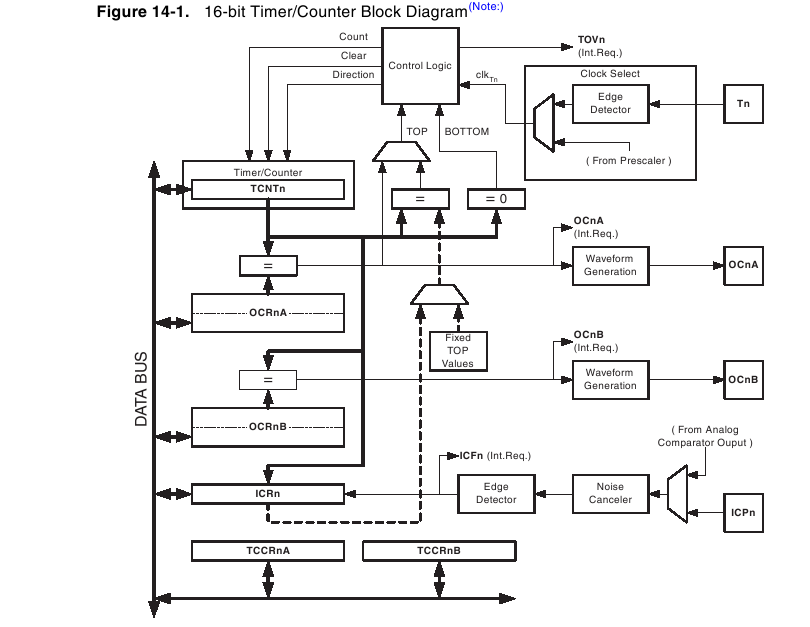 Figure 14-1. 16-bit Timer/Counter Block Diagram(Note:)
Count
Clear
Direction
Control Logic
TOVn
(Int.Req.)
clkTn
Clock Select
Edge
Detector
Tn
( From Prescaler )
TOP
BOTTOM
Timer/Counter
TCNTn
=
= 0
OCnA
(Int.Req.)
=
Waveform
Generation
OCnA
OCRnA
Fixed
TOP
Values
OCnB
(Int.Req.)
=
Waveform
Generation
OCnB
DATA BUS
OCRnB
( From Analog
Comparator Ouput )
ICFn (Int.Req.)
ICRn
Edge
Detector
Noise
Canceler
ICPn
TCCRnA
TCCRnB